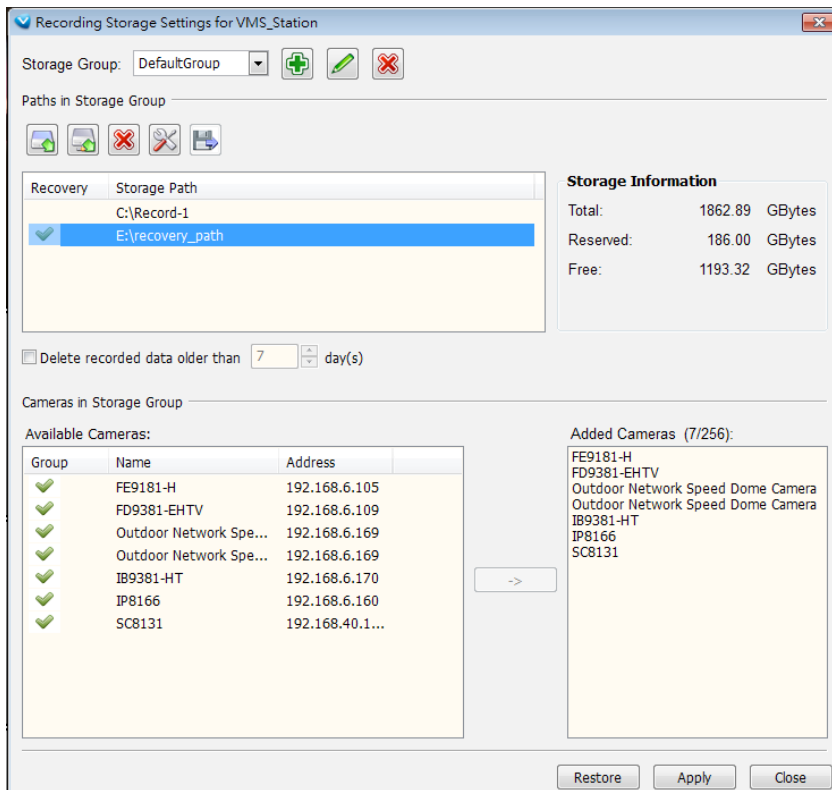 Recording Storage Settings for VMS_Station
Storage Group: DefaultGroup
Paths in Storage Group
Recovery Storage Path
C:\Record-1
E:\recovery_path
Storage Information
Total: 1862.89 GBytes
Reserved: 186.00 GBytes
Free: 1193.32 GBytes
Delete recorded data older than 7 day(s)
Cameras in Storage Group
Available Cameras:
Group Name Address
FE9181-H 192.168.6.105
FD9381-EHTV 192.168.6.109
Outdoor Network Spe... 192.168.6.169
Outdoor Network Spe... 192.168.6.169
IB9381-HT 192.168.6.170
IP8166 192.168.6.160
SC8131 192.168.40.1...
->
Added Cameras (7/256):
FE9181-H
FD9381-EHTV
Outdoor Network Speed Dome Camera
Outdoor Network Speed Dome Camera
IB9381-HT
IP8166
SC8131
Restore Apply Close